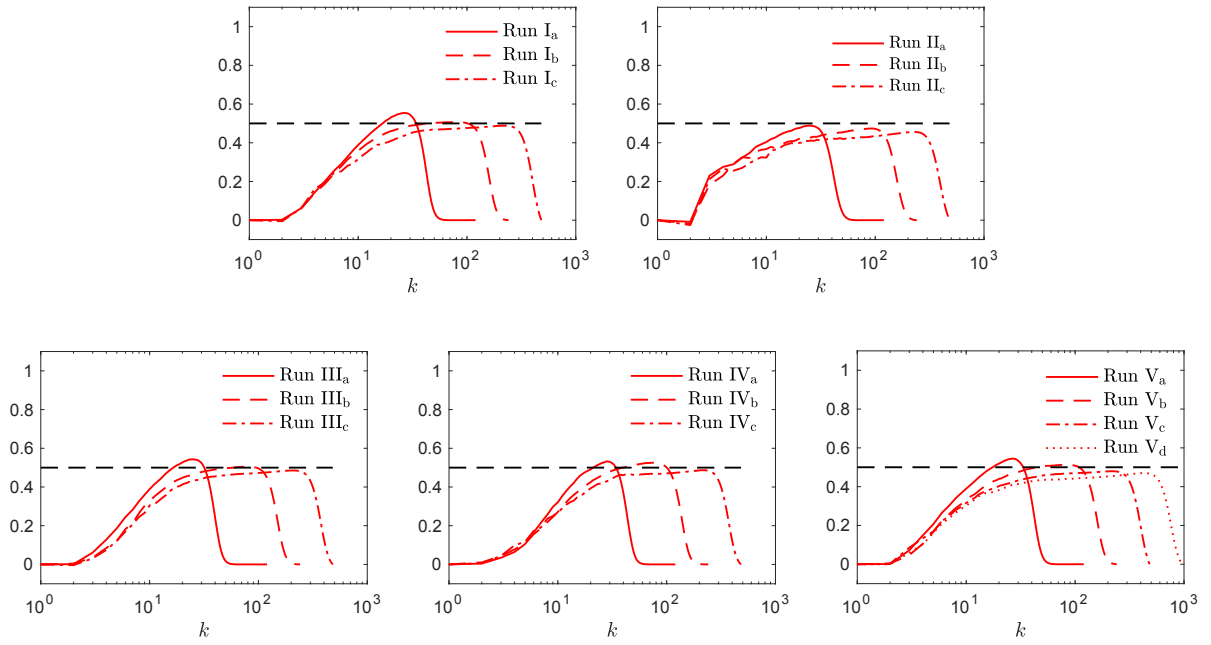 1
0.8
0.6
0.4
0.2
0
Run I_a
Run I_b
Run I_c
10^0 10^1 10^2 10^3
k
1
0.8
0.6
0.4
0.2
0
Run II_a
Run II_b
Run II_c
10^0 10^1 10^2 10^3
k
1
0.8
0.6
0.4
0.2
0
Run III_a
Run III_b
Run III_c
10^0 10^1 10^2 10^3
k
1
0.8
0.6
0.4
0.2
0
Run IV_a
Run IV_b
Run IV_c
10^0 10^1 10^2 10^3
k
1
0.8
0.6
0.4
0.2
0
Run V_a
Run V_b
Run V_c
Run V_d
10^0 10^1 10^2 10^3
k